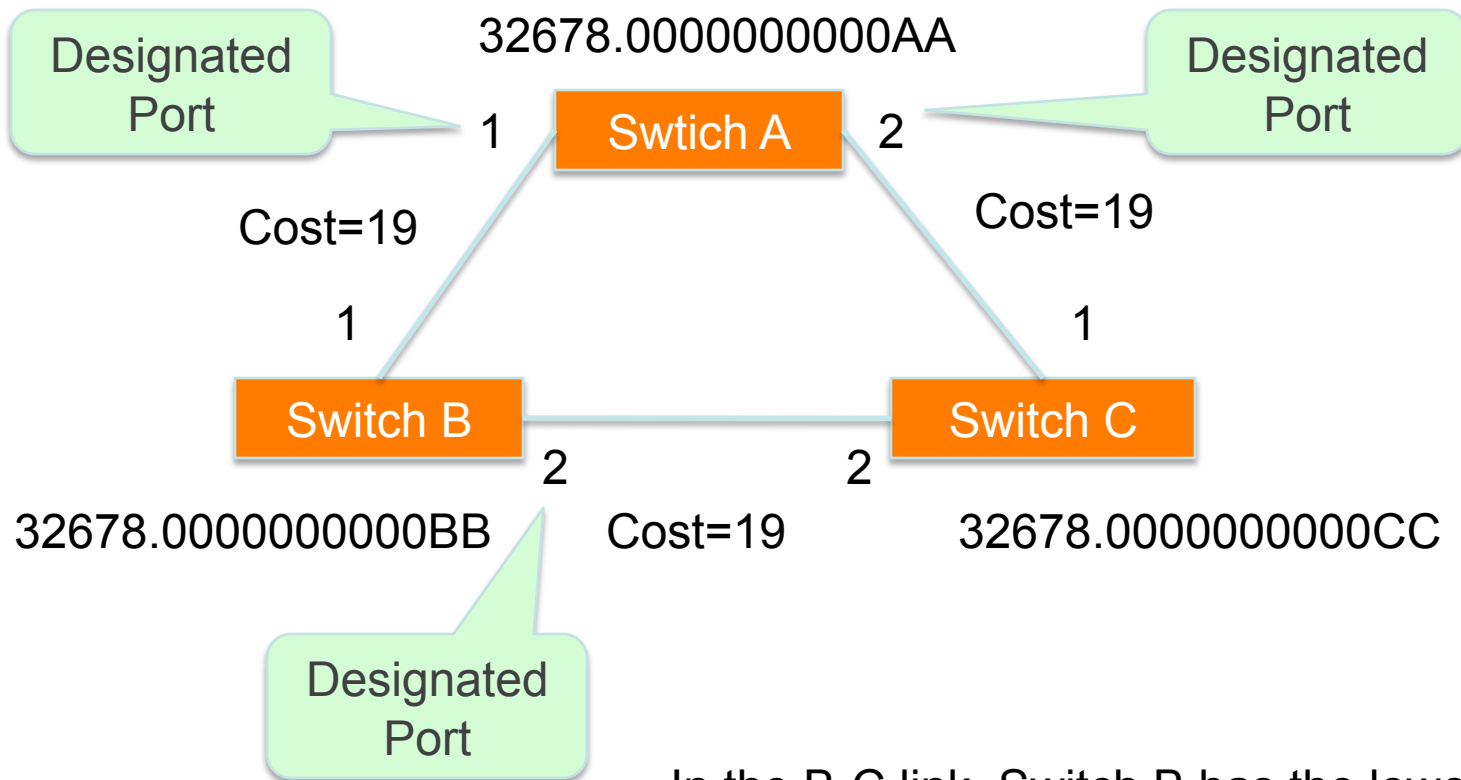 32678.0000000000AA
Designated
Port
Designated
Port
1
Swtich A
2
Cost=19
Cost=19
1
1
Switch B
Switch C
2
2
32678.0000000000BB
Cost=19
32678.0000000000CC
Designated
Port